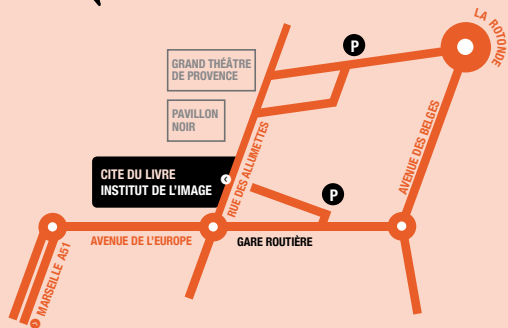 LA ROTONDE
P
GRAND THÉÂTRE
DE PROVENCE
PAVILLON
NOIR
AVENUE DES BELGES
RUE DES ALLUMETTES
CITE DU LIVRE
INSTITUT DE L'IMAGE
P
AVENUE DE L'EUROPE
GARE ROUTIÈRE
MARSEILLE A51